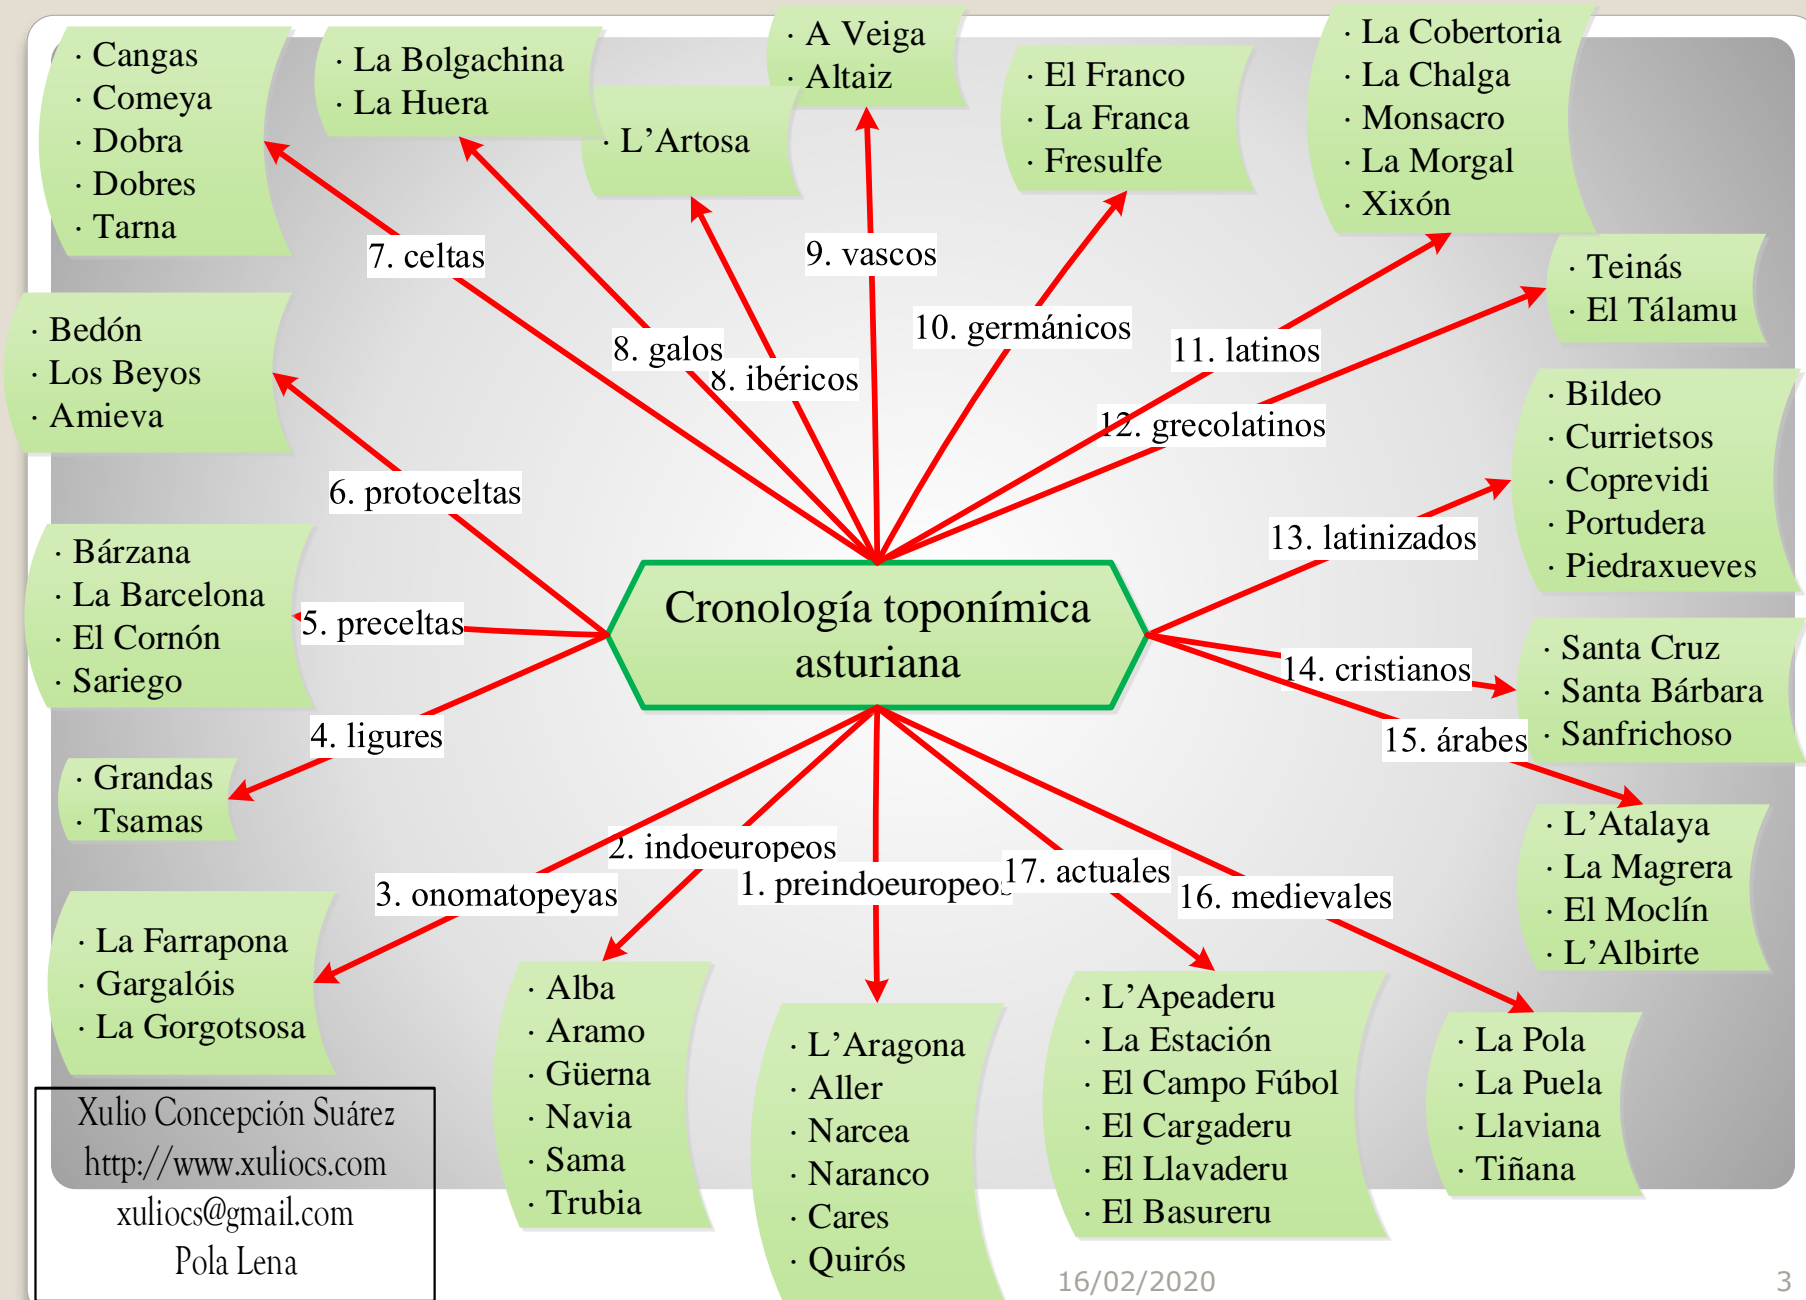 Cronología toponímica
asturiana
1. preindoeuropeos
· L’Aragona
· Aller
· Narcea
· Naranco
· Cares
· Quirós
2. indoeuropeos
· Alba
· Aramo
· Güerna
· Navia
· Sama
· Trubia
3. onomatopeyas
· La Farrapona
· Gargalóis
· La Gorgotsosa
4. ligures
· Grandas
· Tsamas
5. preceltas
· Bárzana
· La Barcelona
· El Cornón
· Sariego
6. protoceltas
· Bedón
· Los Beyos
· Amieva
7. celtas
· Cangas
· Comeya
· Dobra
· Dobres
· Tarna
8. galos
· La Bolgachina
· La Huera
8. ibéricos
· L’Artosa
9. vascos
· A Veiga
· Altaiz
10. germánicos
· El Franco
· La Franca
· Fresulfe
11. latinos
· La Cobertoria
· La Chalga
· Monsacro
· La Morgal
· Xixón
12. grecolatinos
· Teinás
· El Tálamu
13. latinizados
· Bildeo
· Currietsos
· Coprevidi
· Portudera
· Piedraxueves
14. cristianos
· Santa Cruz
· Santa Bárbara
· Sanfrichoso
15. árabes
· L’Atalaya
· La Magrera
· El Moclín
· L’Albirte
16. medievales
· La Pola
· La Puela
· Llaviana
· Tiñana
17. actuales
· L’Apeaderu
· La Estación
· El Campo Fúbol
· El Cargaderu
· El Llavaderu
· El Basureru
Xulio Concepción Suárez
http://www.xuliocs.com
xuliocs@gmail.com
Pola Lena
16/02/2020
3